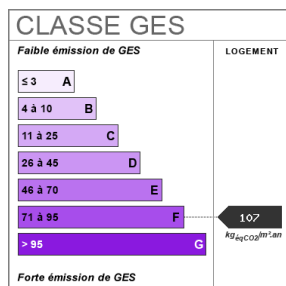 CLASSE GES
Faible émission de GES
LOGEMENT
≤ 3 A
4 à 10 B
11 à 25 C
26 à 45 D
46 à 70 E
71 à 95 F
107
kgéqCO2/m².an
> 95 G
Forte émission de GES